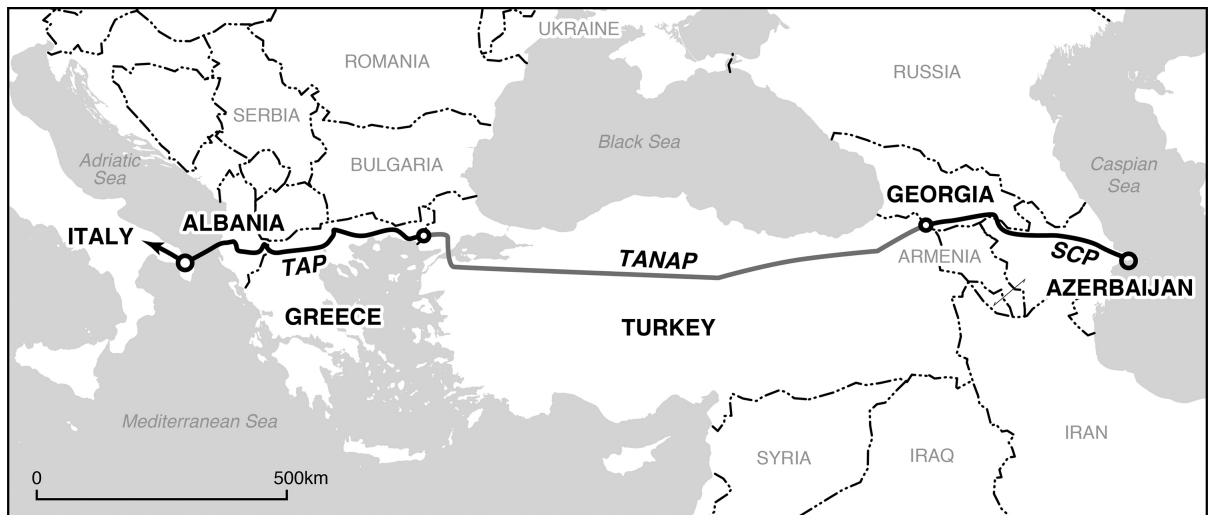 UKRAINE
ROMANIA
RUSSIA
SERBIA
Black Sea
Adriatic
Sea
BULGARIA
Caspian
Sea
GEORGIA
ALBANIA
ITALY
TAP
TANAP
ARMENIA
SCP
AZERBAIJAN
GREECE
TURKEY
Mediterranean Sea
IRAN
SYRIA
IRAQ
0
500km